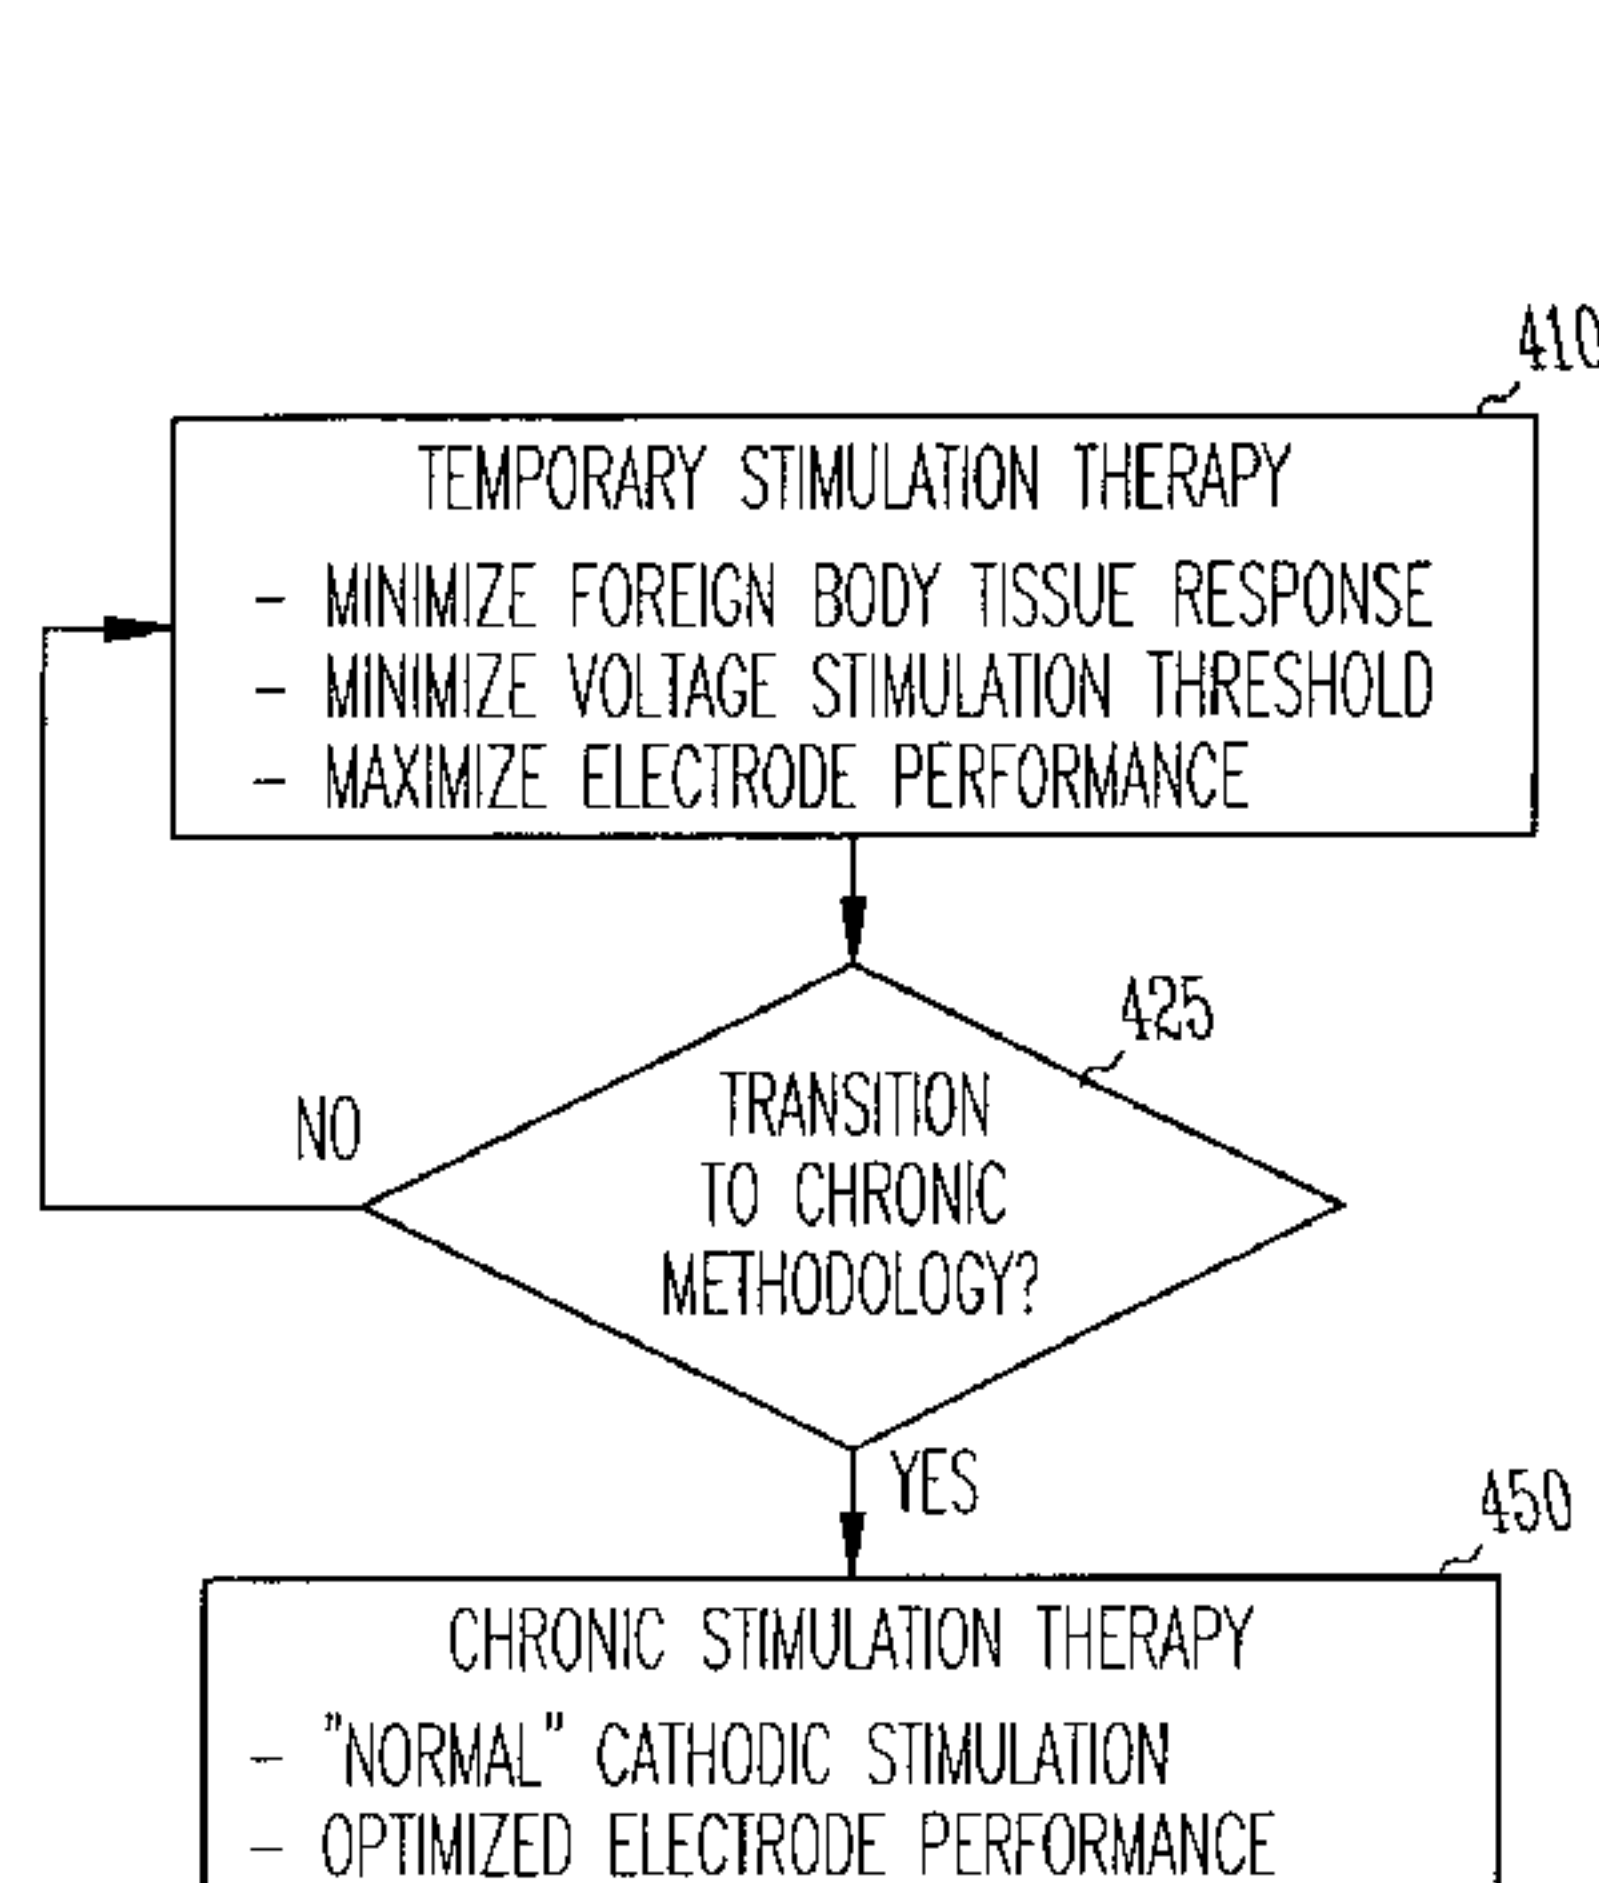 410
TEMPORARY STIMULATION THERAPY
- MINIMIZE FOREIGN BODY TISSUE RESPONSE
- MINIMIZE VOLTAGE STIMULATION THRESHOLD
- MAXIMIZE ELECTRODE PERFORMANCE
425
TRANSITION
TO CHRONIC
METHODOLOGY?
NO
YES
450
CHRONIC STIMULATION THERAPY
- "NORMAL" CATHODIC STIMULATION
- OPTIMIZED ELECTRODE PERFORMANCE